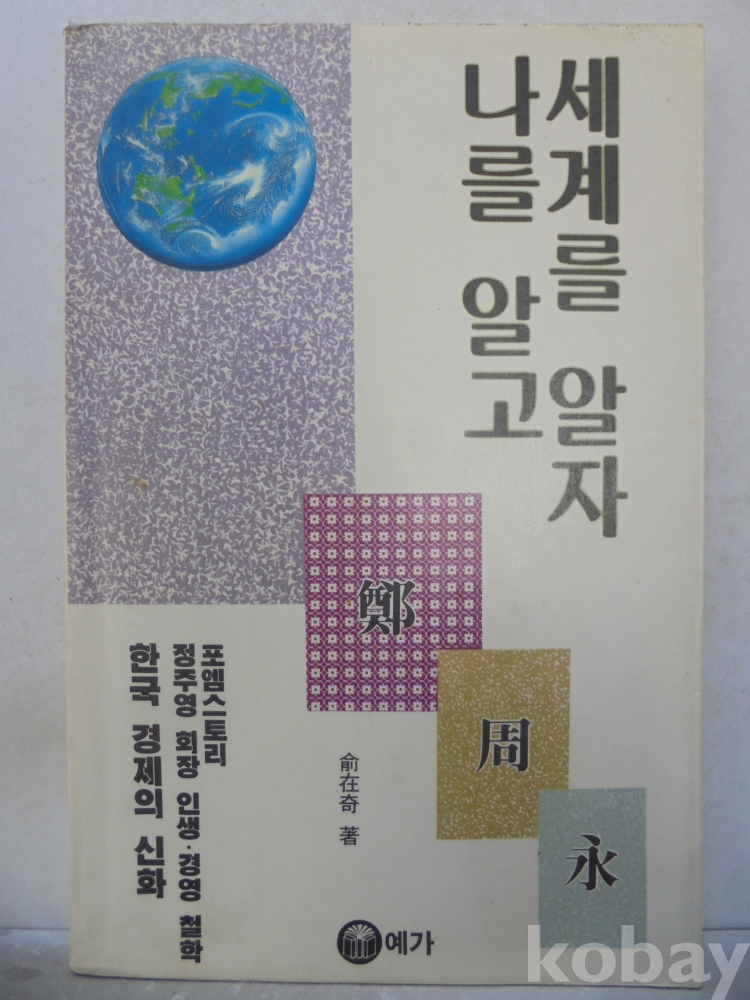 나를 알고
세계를 알자
鄭
周
永
포엠스토리
정주영 회장 인생·경영 철학
한국 경제의 신화
俞在奇 著
예가
kobay